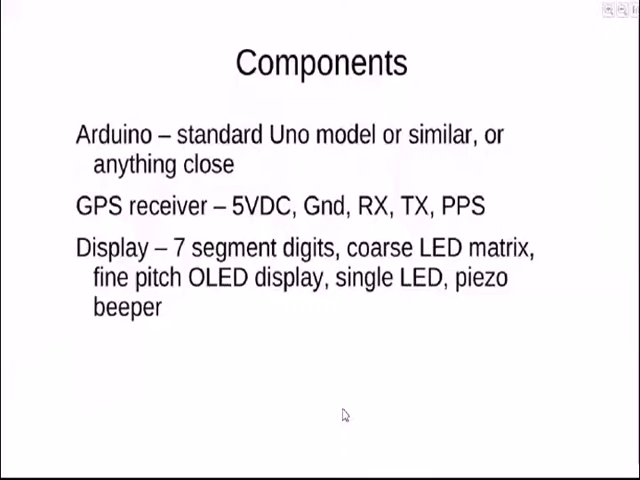 Components
Arduino – standard Uno model or similar, or
anything close
GPS receiver – 5VDC, Gnd, RX, TX, PPS
Display – 7 segment digits, coarse LED matrix,
fine pitch OLED display, single LED, piezo
beeper